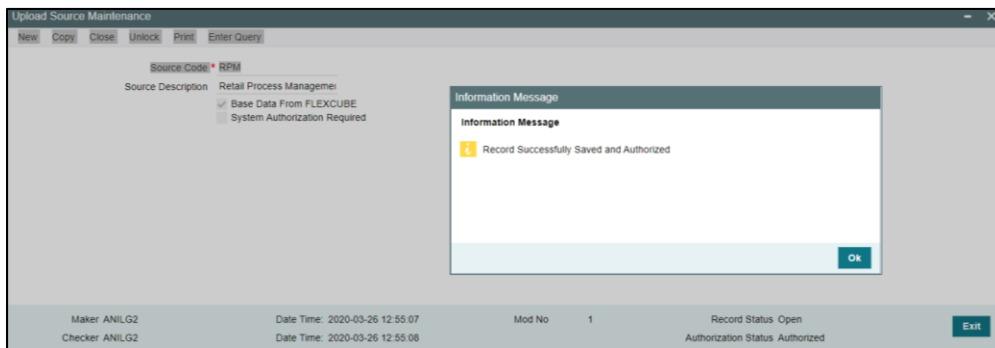 Upload Source Maintenance
New Copy Close Unlock Print Enter Query
Source Code * RPM
Source Description Retail Process Managemen
Base Data From FLEXCUBE
System Authorization Required
Information Message
Information Message
Record Successfully Saved and Authorized
Ok
Maker ANILG2 Date Time: 2020-03-26 12:55:07 Mod No 1 Record Status Open
Checker ANILG2 Date Time: 2020-03-26 12:55:08 Authorization Status Authorized
Exit